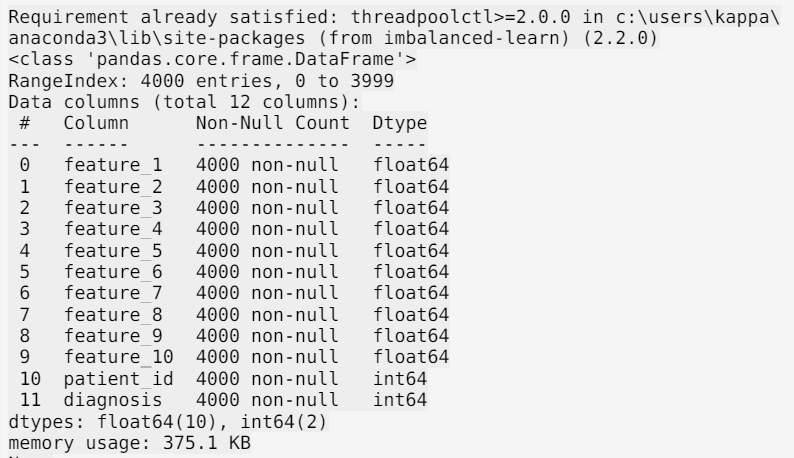 Requirement already satisfied: threadpoolctl>=2.0.0 in c:\users\kappa\
anaconda3\lib\site-packages (from imbalanced-learn) (2.2.0)
<class 'pandas.core.frame.DataFrame'>
RangeIndex: 4000 entries, 0 to 3999
Data columns (total 12 columns):
 #   Column      Non-Null Count  Dtype
---  ------      --------------  -----
 0   feature_1   4000 non-null   float64
 1   feature_2   4000 non-null   float64
 2   feature_3   4000 non-null   float64
 3   feature_4   4000 non-null   float64
 4   feature_5   4000 non-null   float64
 5   feature_6   4000 non-null   float64
 6   feature_7   4000 non-null   float64
 7   feature_8   4000 non-null   float64
 8   feature_9   4000 non-null   float64
 9   feature_10  4000 non-null   float64
 10  patient_id  4000 non-null   int64
 11  diagnosis   4000 non-null   int64
dtypes: float64(10), int64(2)
memory usage: 375.1 KB